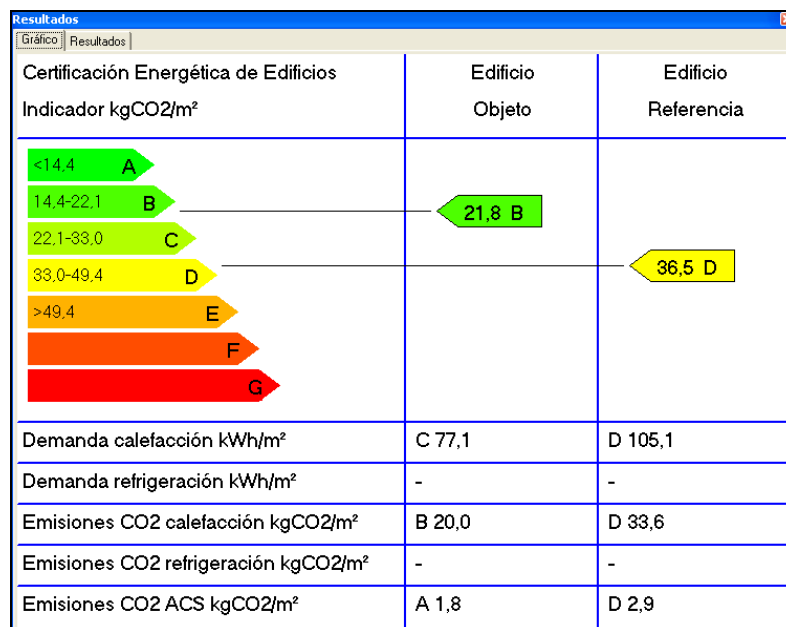 Resultados
Gráfico Resultados
Certificación Energética de Edificios
Indicador kgCO2/m²
Edificio
Objeto
Edificio
Referencia
<14,4 A
14,4-22,1 B
22,1-33,0 C
33,0-49,4 D
>49,4 E
F
G
21,8 B
36,5 D
Demanda calefacción kWh/m² C 77,1 D 105,1
Demanda refrigeración kWh/m² - -
Emisiones CO2 calefacción kgCO2/m² B 20,0 D 33,6
Emisiones CO2 refrigeración kgCO2/m² - -
Emisiones CO2 ACS kgCO2/m² A 1,8 D 2,9